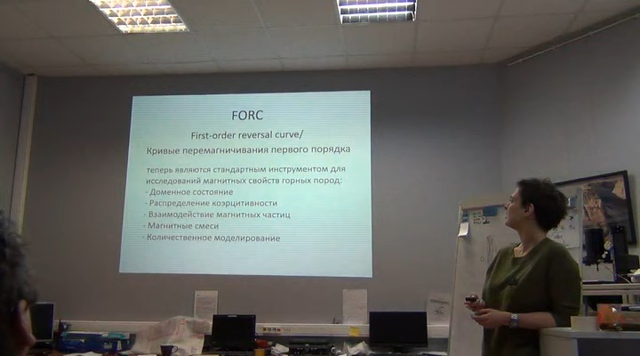 FORC
First-order reversal curve/
Кривые перемагничивания первого порядка
теперь являются стандартным инструментом для
исследований магнитных свойств горных пород:
- Доменное состояние
- Распределение коэрцитивности
- Взаимодействие магнитных частиц
- Магнитные смеси
- Количественное моделирование